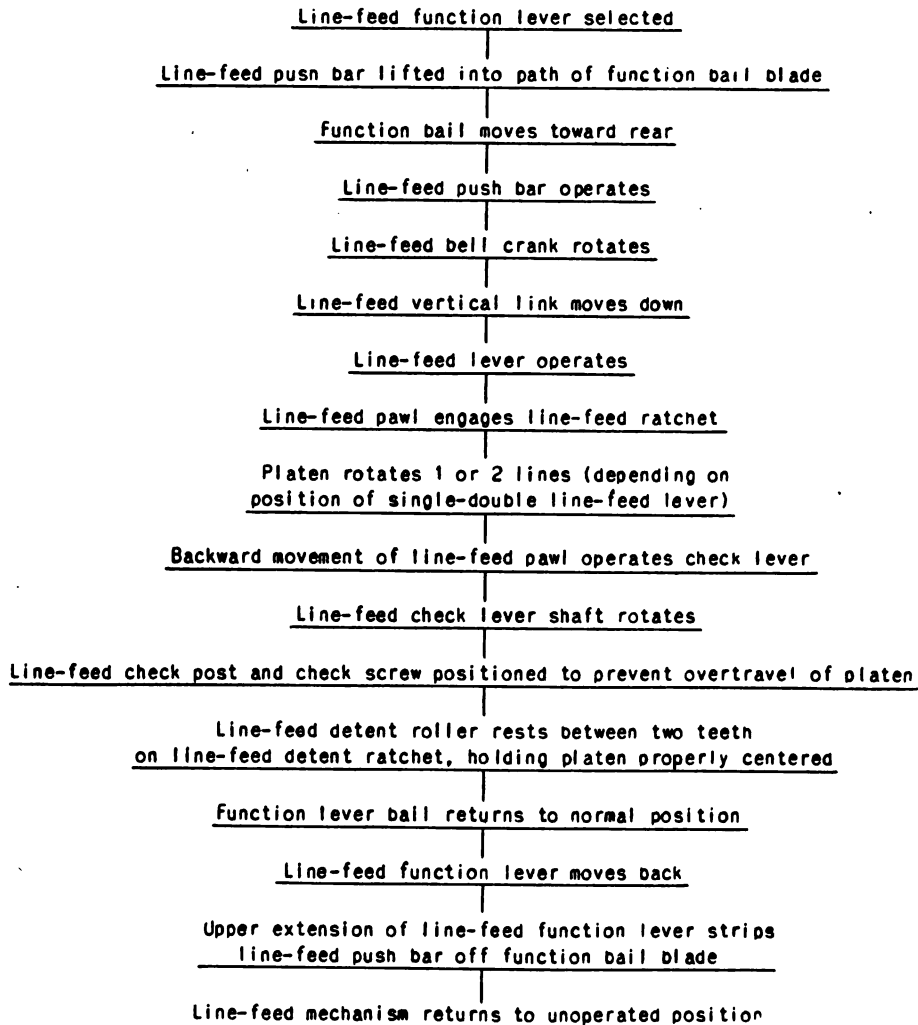 Line-feed function lever selected
Line-feed pusn bar lifted into path of function bail blade
Function bail moves toward rear
Line-feed push bar operates
Line-feed bell crank rotates
Line-feed vertical link moves down
Line-feed lever operates
Line-feed pawl engages line-feed ratchet
Platen rotates 1 or 2 lines (depending on
position of single-double line-feed lever)
Backward movement of line-feed pawl operates check lever
Line-feed check lever shaft rotates
Line-feed check post and check screw positioned to prevent overtravel of platen
Line-feed detent roller rests between two teeth
on line-feed detent ratchet, holding platen properly centered
Function lever bail returns to normal position
Line-feed function lever moves back
Upper extension of line-feed function lever strips
line-feed push bar off function bail blade
Line-feed mechanism returns to unoperated position